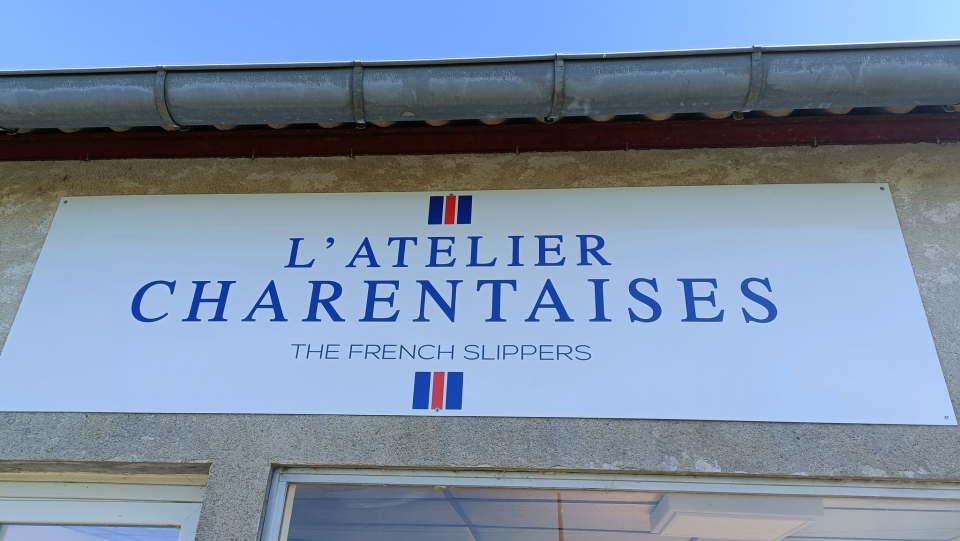 L'ATELIER
CHARENTAISES
THE FRENCH SLIPPERS